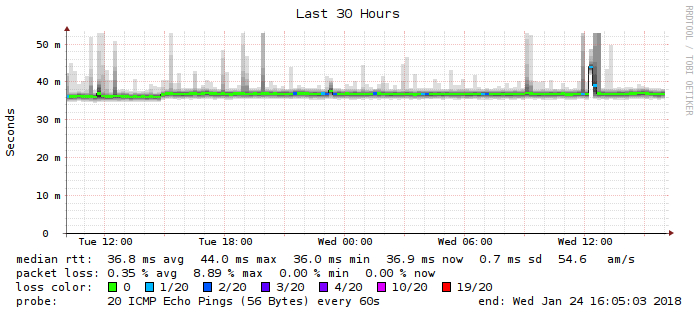 Last 30 Hours
RRDTOOL / TOBI OETIKER
Seconds
50 m
40 m
30 m
20 m
10 m
0
Tue 12:00 Tue 18:00 Wed 00:00 Wed 06:00 Wed 12:00
median rtt: 36.8 ms avg 44.0 ms max 36.0 ms min 36.9 ms now 0.7 ms sd 54.6 am/s
packet loss: 0.35 % avg 8.89 % max 0.00 % min 0.00 % now
loss color: 0 1/20 2/20 3/20 4/20 10/20 19/20
probe: 20 ICMP Echo Pings (56 Bytes) every 60s end: Wed Jan 24 16:05:03 2018